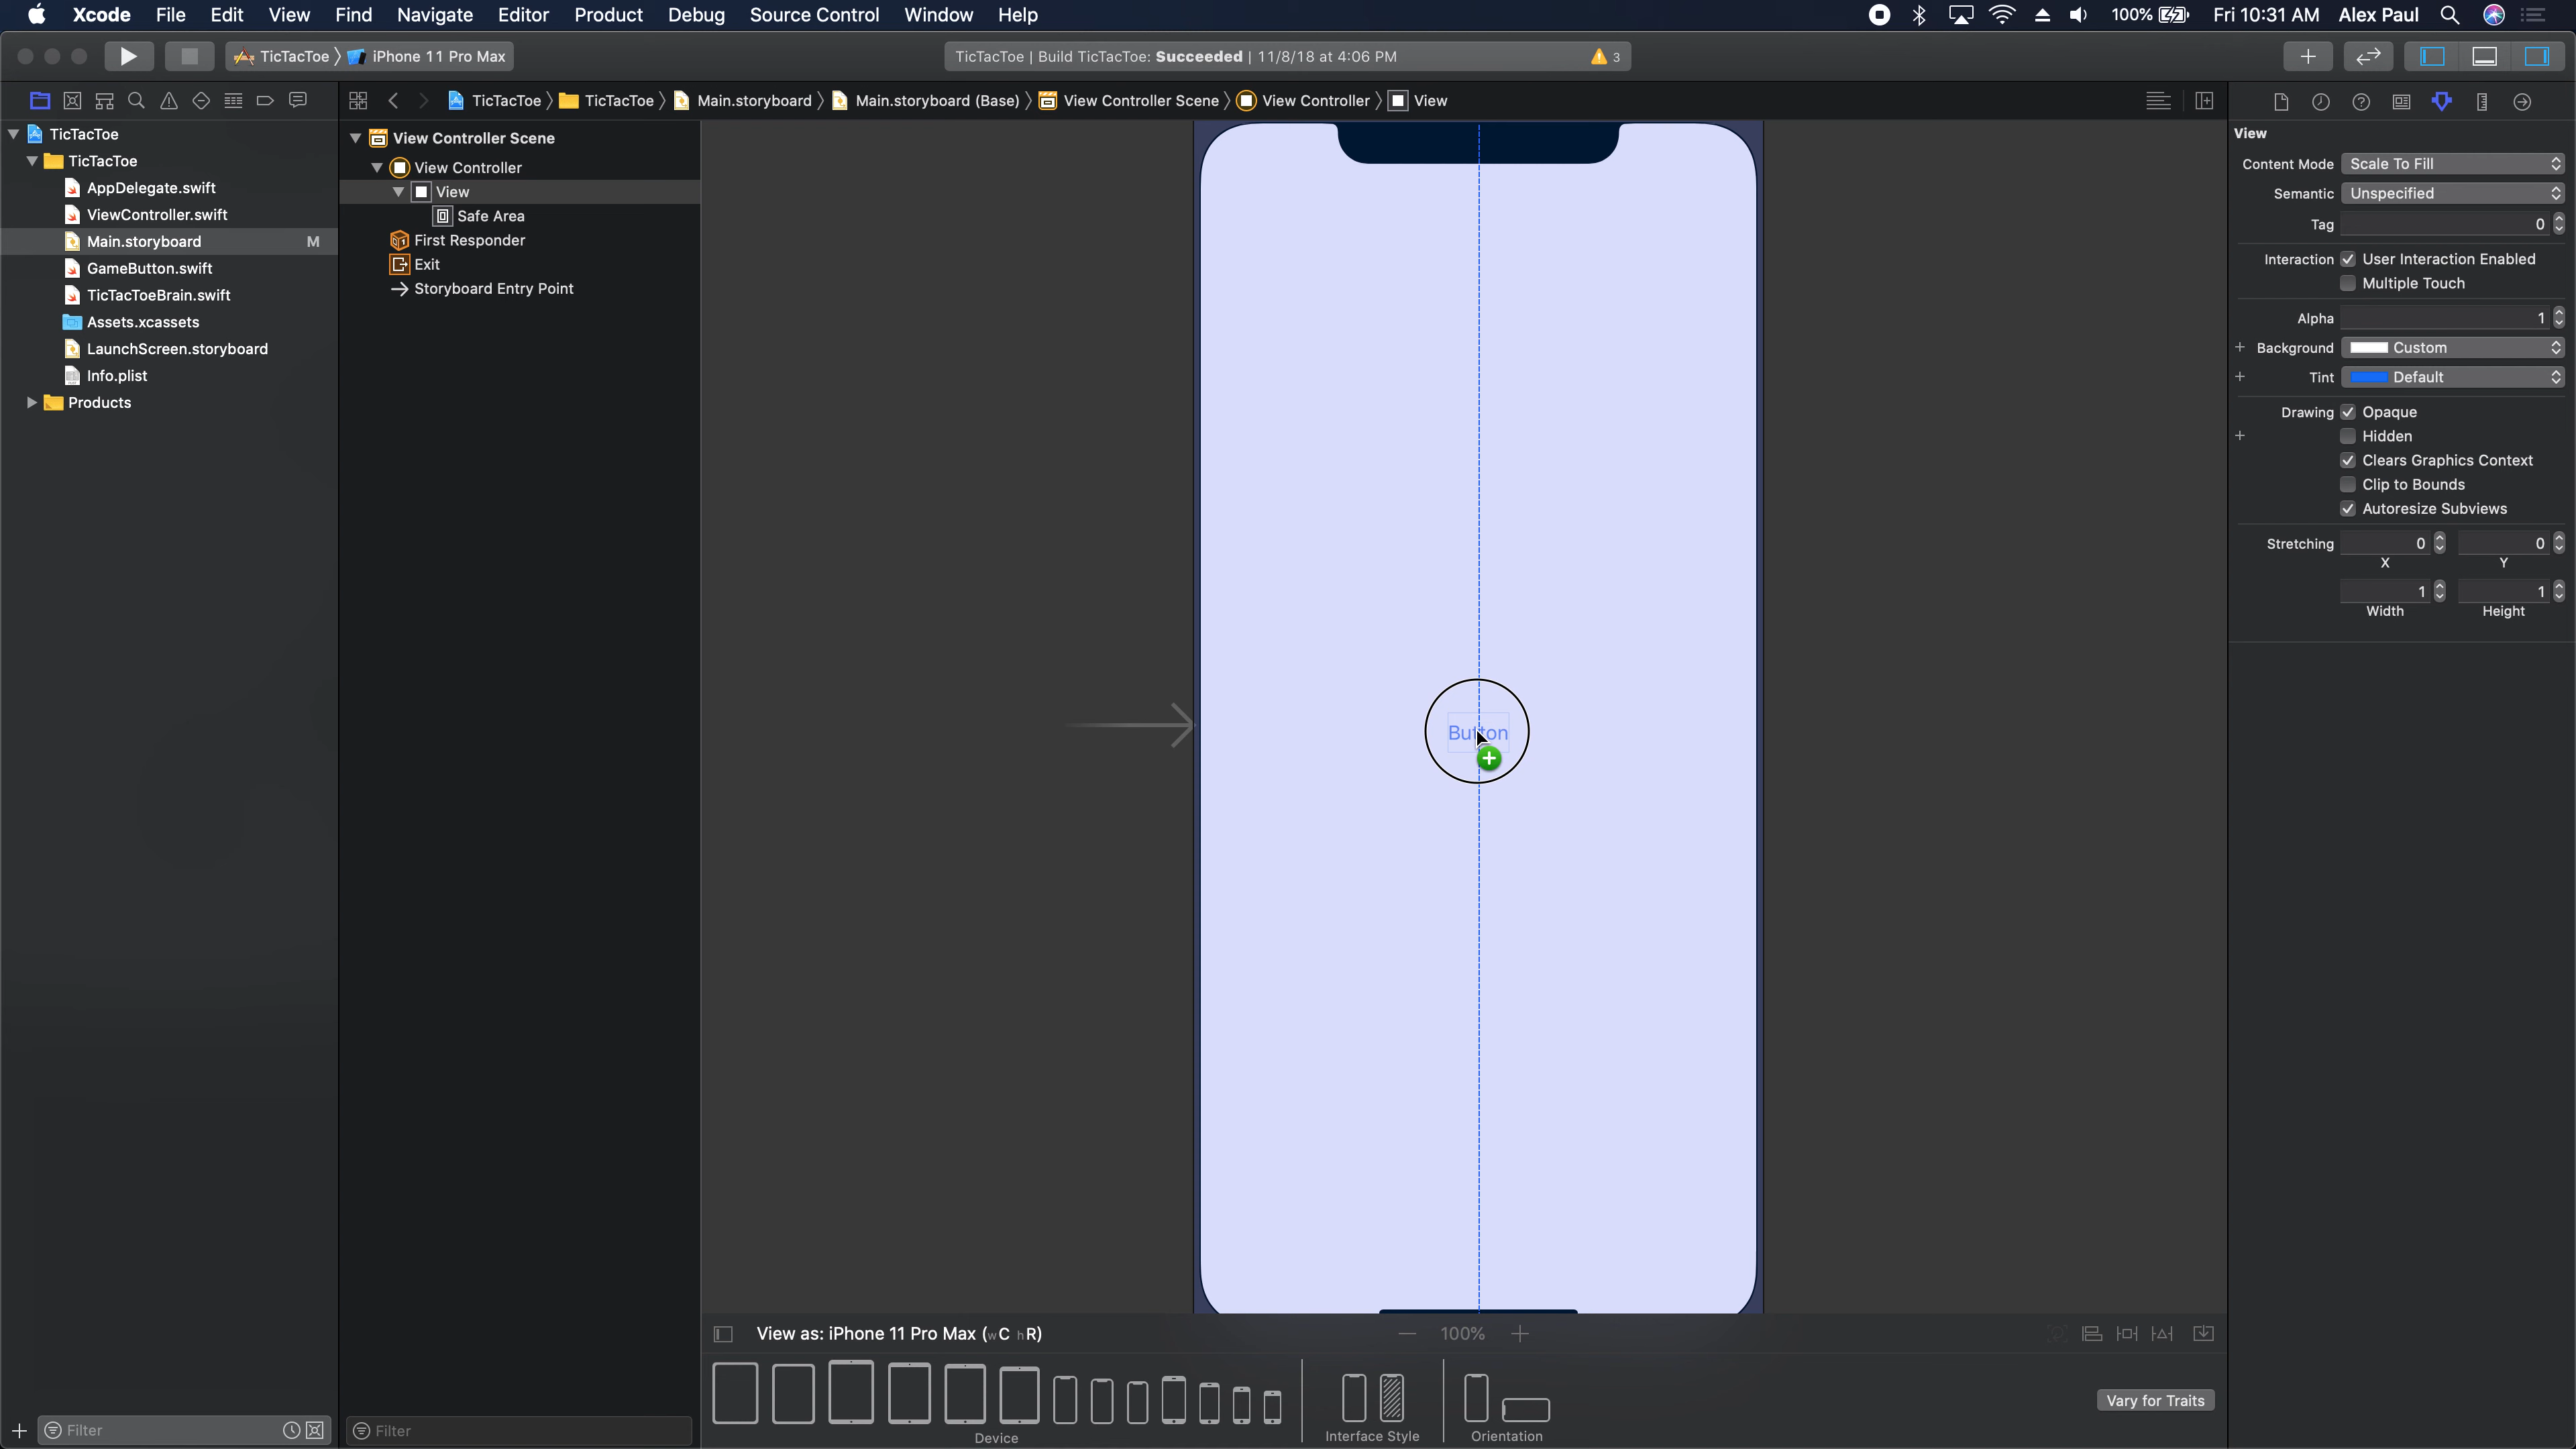 Xcode File Edit View Find Navigate Editor Product Debug Source Control Window Help 100% Fri 10:31 AM Alex Paul
TicTacToe iPhone 11 Pro Max TicTacToe | Build TicTacToe: Succeeded | 11/8/18 at 4:06 PM 3
TicTacToe TicTacToe Main.storyboard Main.storyboard (Base) View Controller Scene View Controller View
TicTacToe
TicTacToe
AppDelegate.swift
ViewController.swift
Main.storyboard M
GameButton.swift
TicTacToeBrain.swift
Assets.xcassets
LaunchScreen.storyboard
Info.plist
Products
Filter
View Controller Scene
View Controller
View
Safe Area
First Responder
Exit
Storyboard Entry Point
Filter
Button
View as: iPhone 11 Pro Max (wC hR) 100%
Device
Interface Style
Orientation
Vary for Traits
View
Content Mode Scale To Fill
Semantic Unspecified
Tag 0
Interaction User Interaction Enabled
Multiple Touch
Alpha 1
Background Custom
Tint Default
Drawing Opaque
Hidden
Clears Graphics Context
Clip to Bounds
Autoresize Subviews
Stretching 0 0
X Y
1 1
Width Height